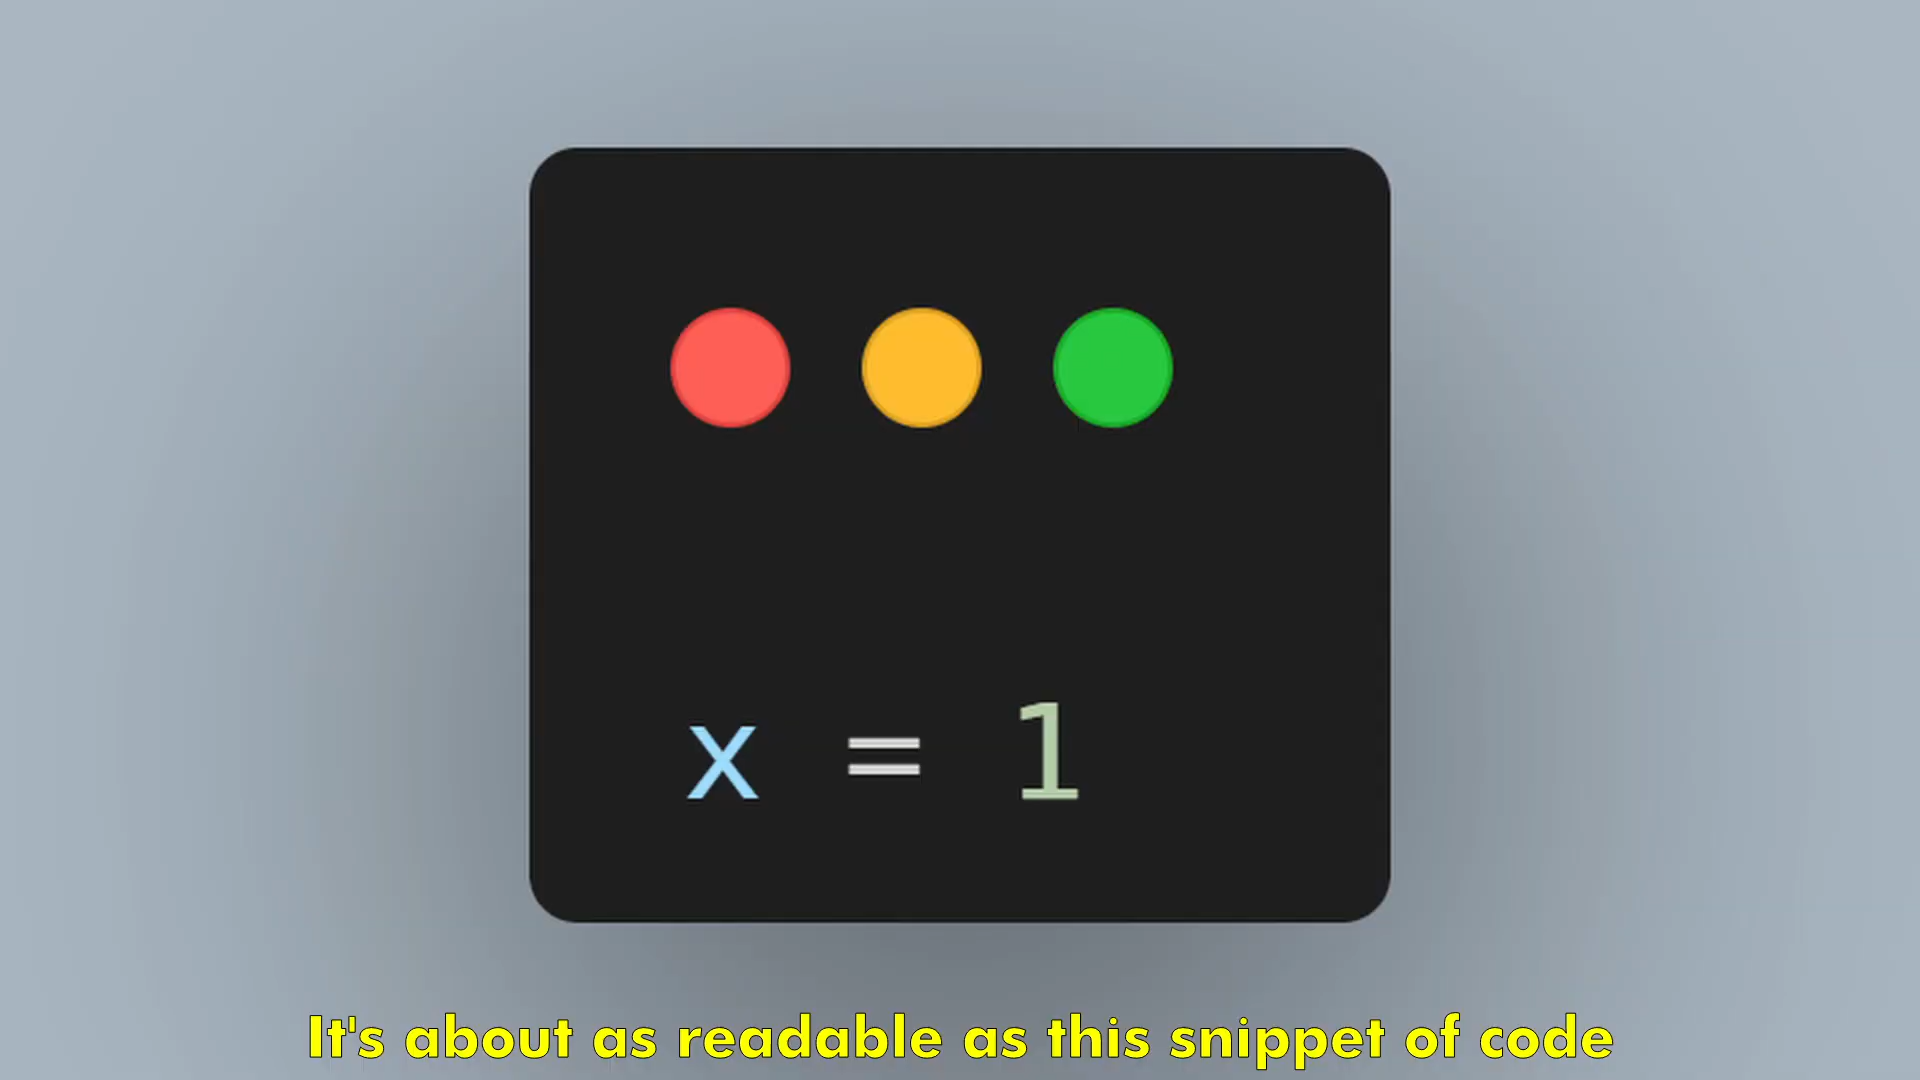 x = 1
It's about as readable as this snippet of code